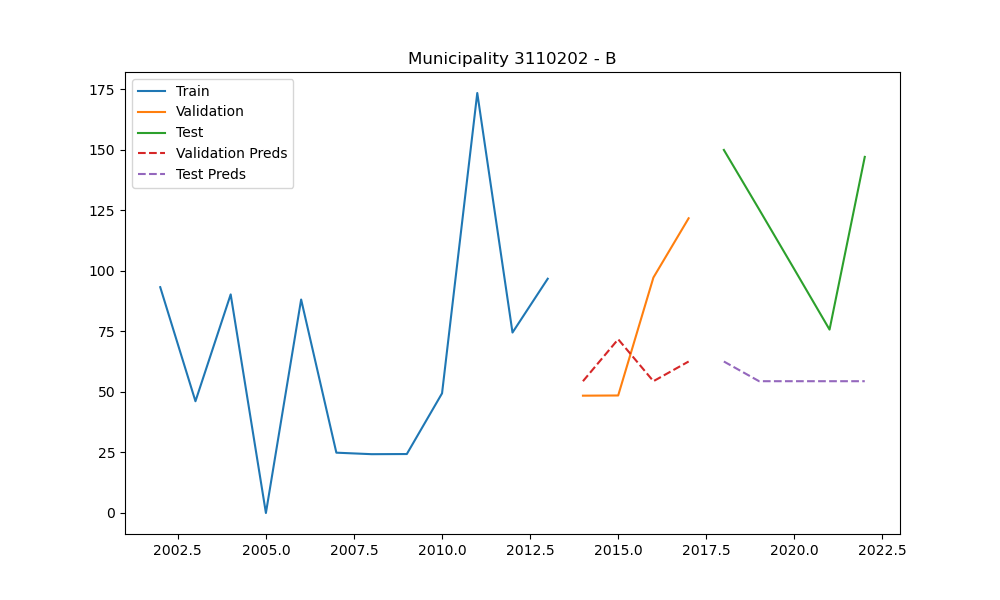 Municipality 3110202 - B
Train
Validation
Test
Validation Preds
Test Preds
175
150
125
100
75
50
25
0
2002.5 2005.0 2007.5 2010.0 2012.5 2015.0 2017.5 2020.0 2022.5